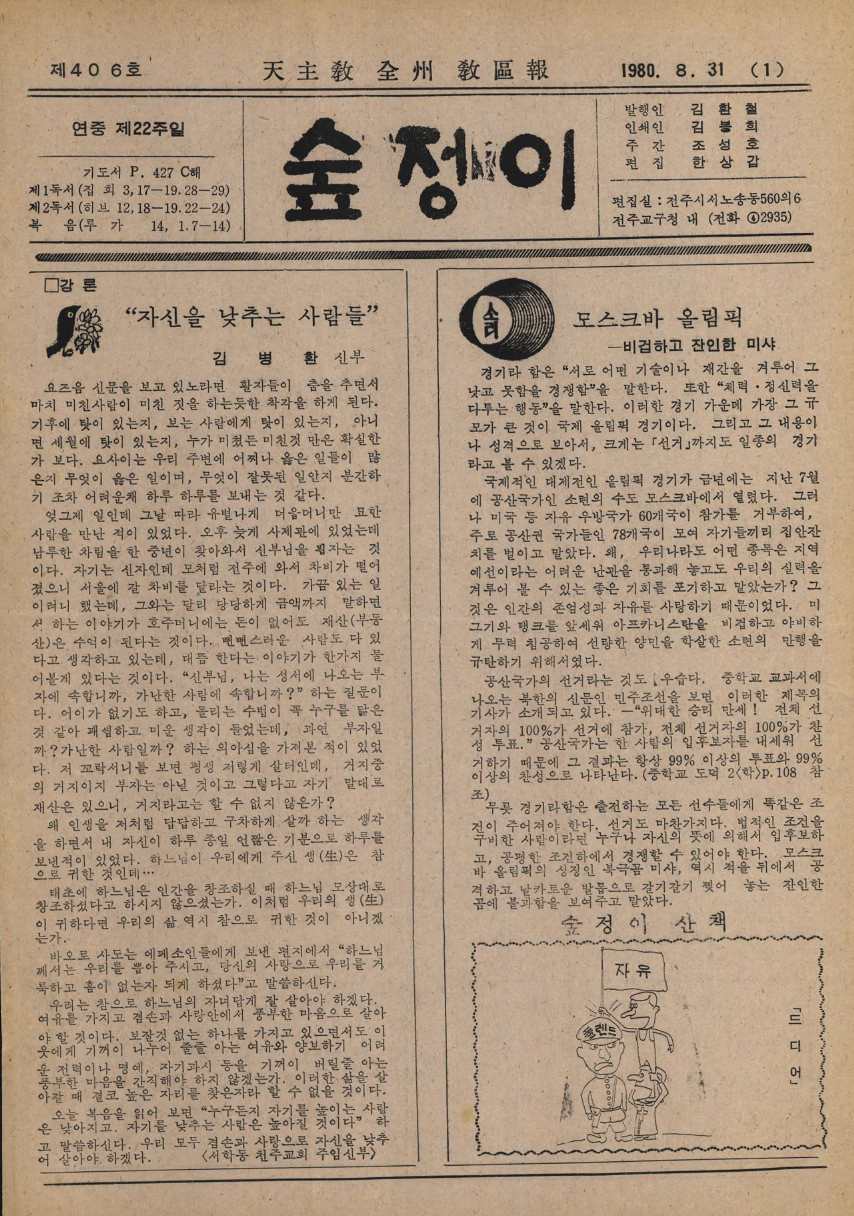 제406호
天主敎 全州 敎區報
1980. 8. 31 (1)
연중 제22주일
기도서 P. 427 C해
제1독서(집 회 3,17—19.28—29)
제2독서(히브 12,18—19.22—24)
복 음(루 가 14, 1.7—14)
숲정이
발행인 김환철
인쇄인 김봉희
주 간 조성호
편 집 한상갑
편집실 : 전주시서노송동560의6
전주교구청 내 (전화 ④2935)
□강 론
“자신을 낮추는 사람들”
김 병 환 신부
요즈음 신문을 보고 있노라면 활자들이 춤을 추면서
마치 미친사람이 미친 짓을 하는듯한 착각을 하게 된다.
기후에 탓이 있는지, 보는 사람에게 탓이 있는지, 아니
면 세월에 탓이 있는지, 누가 미쳤든 미친것 만은 확실한
가 보다. 요사이는 우리 주변에 어찌나 옳은 일들이 많
은지 무엇이 옳은 일이며, 무엇이 잘못된 일인지 분간하
기 조차 어려운채 하루 하루를 보내는 것 같다.
엊그제 일인데 그날 따라 유별나게 더웁더니만 묘한
사람을 만난 적이 있었다. 오후 늦게 사제관에 있었는데
남루한 차림을 한 중년이 찾아와서 신부님을 뵙자는 것
이다. 자기는 신자인데 모처럼 전주에 와서 차비가 떨어
졌으니 서울에 갈 차비를 달라는 것이다. 가끔 있는 일
이려니 했는데, 그와는 달리 당당하게 금액까지 말하면
서 하는 이야기가 호주머니에는 돈이 없어도 재산(부동
산)은 수억이 된다는 것이다. 뻔뻔스러운 사람도 다 있
다고 생각하고 있는데, 대뜸 한다는 이야기가 한가지 물
어볼게 있다는 것이다. “신부님, 나는 성서에 나오는 부
자에 속합니까, 가난한 사람에 속합니까?” 하는 질문이
다. 어이가 없기도 하고, 돌리는 수법이 꼭 누구를 닮은
것 같아 괘씸하고 미운 생각이 들었는데, 과연 부자일
까?가난한 사람일까? 하는 의아심을 가져본 적이 있었
다. 저 꼬락서니를 보면 평생 저렇게 살터인데, 거지중
의 거지이지 부자는 아닐 것이고 그렇다고 자기 말대로
재산은 있으니, 거지라고는 할 수 없지 않은가?
왜 인생을 저처럼 답답하고 구차하게 살까 하는 생각
을 하면서 내 자신이 하루 종일 언짢은 기분으로 하루를
보낸적이 있었다. 하느님이 우리에게 주신 생(生)은 참
으로 귀한 것인데…
태초에 하느님은 인간을 창조하실 때 하느님 모상대로
창조하셨다고 하시지 않으셨는가. 이처럼 우리의 생(生)
이 귀하다면 우리의 삶 역시 참으로 귀한 것이 아니겠
는가.
바오로 사도는 에페소인들에게 보낸 편지에서 “하느님
께서는 우리를 뽑아 주시고, 당신의 사랑으로 우리를 거
룩하고 흠이 없는자 되게 하셨다”고 말씀하신다.
우리는 참으로 하느님의 자녀답게 잘 살아야 하겠다.
여유를 가지고 겸손과 사랑안에서 풍부한 마음으로 살아
야 할 것이다. 보잘것 없는 하나를 가지고 있으면서도 이
웃에게 기꺼이 나누어 줄줄 아는 여유와 양보하기 어려
운 전력이나 명예, 자기과시 등을 기꺼이 버릴줄 아는
풍부한 마음을 간직해야 하지 않겠는가. 이러한 삶을 살
아갈 때 결코 높은 자리를 찾은자라 할 수 없을 것이다.
오늘 복음을 읽어 보면 “누구든지 자기를 높이는 사람
은 낮아지고. 자기를 낮추는 사람은 높아질 것이다” 하
고 말씀하신다. 우리 모두 겸손과 사랑으로 자신을 낮추
어 살아야 하겠다. 〈서학동 천주교회 주임신부〉
소리
모스크바 올림픽
—비겁하고 잔인한 미샤
경기라 함은 “서로 어떤 기술이나 재간을 겨루어 그
낫고 못함을 경쟁함”을 말한다. 또한 “체력·정신력을
다투는 행동”을 말한다. 이러한 경기 가운데 가장 그 규
모가 큰 것이 국제 올림픽 경기이다. 그리고 그 내용이
나 성격으로 보아서, 크게는 「선거」까지도 일종의 경기
라고 볼 수 있겠다.
국제적인 대제전인 올림픽 경기가 금년에는 지난 7월
에 공산국가인 소련의 수도 모스크바에서 열렸다. 그러
나 미국 등 자유 우방국가 60개국이 참가를 거부하여,
주로 공산권 국가들인 78개국이 모여 자기들끼리 집안잔
치를 벌이고 말았다. 왜, 우리나라도 어떤 종목은 지역
예선이라는 어려운 난관을 통과해 놓고도 우리의 실력을
겨루어 볼 수 있는 좋은 기회를 포기하고 말았는가? 그
것은 인간의 존엄성과 자유를 사랑하기 때문이었다. 미
그기와 탱크를 앞세워 아프카니스탄을 비겁하고 야비하
게 무력 침공하여 선량한 양민을 학살한 소련의 만행을
규탄하기 위해서였다.
공산국가의 선거라는 것도 우습다. 중학교 교과서에
나오는 북한의 신문인 민주조선을 보면 이러한 제목의
기사가 소개되고 있다. —“위대한 승리 만세! 전체 선
거자의 100%가 선거에 참가, 전체 선거자의 100%가 찬
성 투표.” 공산국가는 한 사람의 입후보자를 내세워 선
거하기 때문에 그 결과는 항상 99% 이상의 투표와 99%
이상의 찬성으로 나타난다.(중학교 도덕 2〈학〉p.108 참
조)
무릇 경기라함은 출전하는 모든 선수들에게 똑같은 조
건이 주어져야 한다. 선거도 마찬가지다. 법적인 조건을
구비한 사람이라면 누구나 자신의 뜻에 의해서 입후보하
고, 공평한 조건하에서 경쟁할 수 있어야 한다. 모스크
바 올림픽의 상징인 북극곰 미샤, 역시 적을 뒤에서 공
격하고 날카로운 발톱으로 갈기갈기 찢어 놓는 잔인한
곰에 불과함을 보여주고 말았다.
숲정이 산책
자유
폴랜드
「드디어」